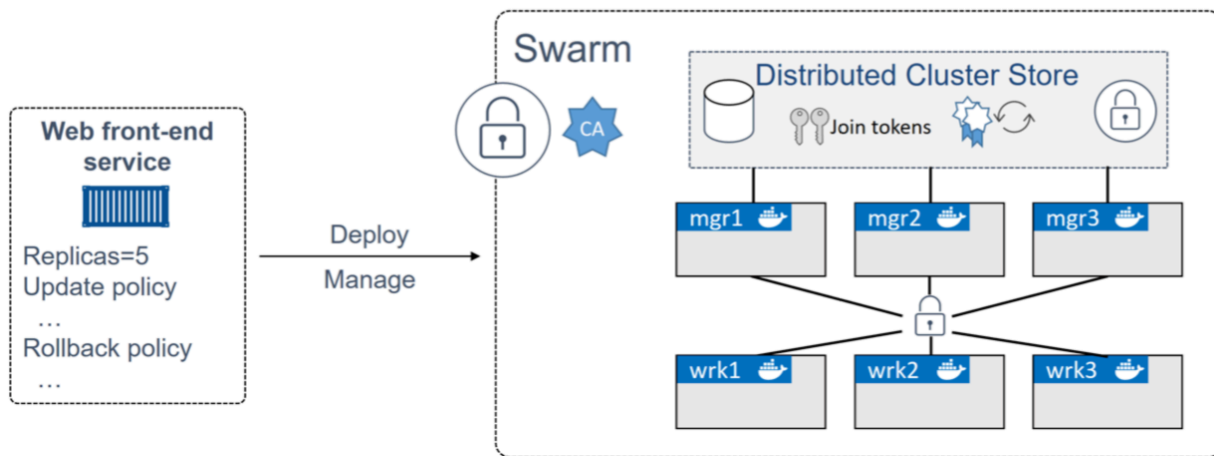 Web front-end
service
Replicas=5
Update policy
...
Rollback policy
...
Deploy
Manage
Swarm
CA
Distributed Cluster Store
Join tokens
mgr1
mgr2
mgr3
wrk1
wrk2
wrk3